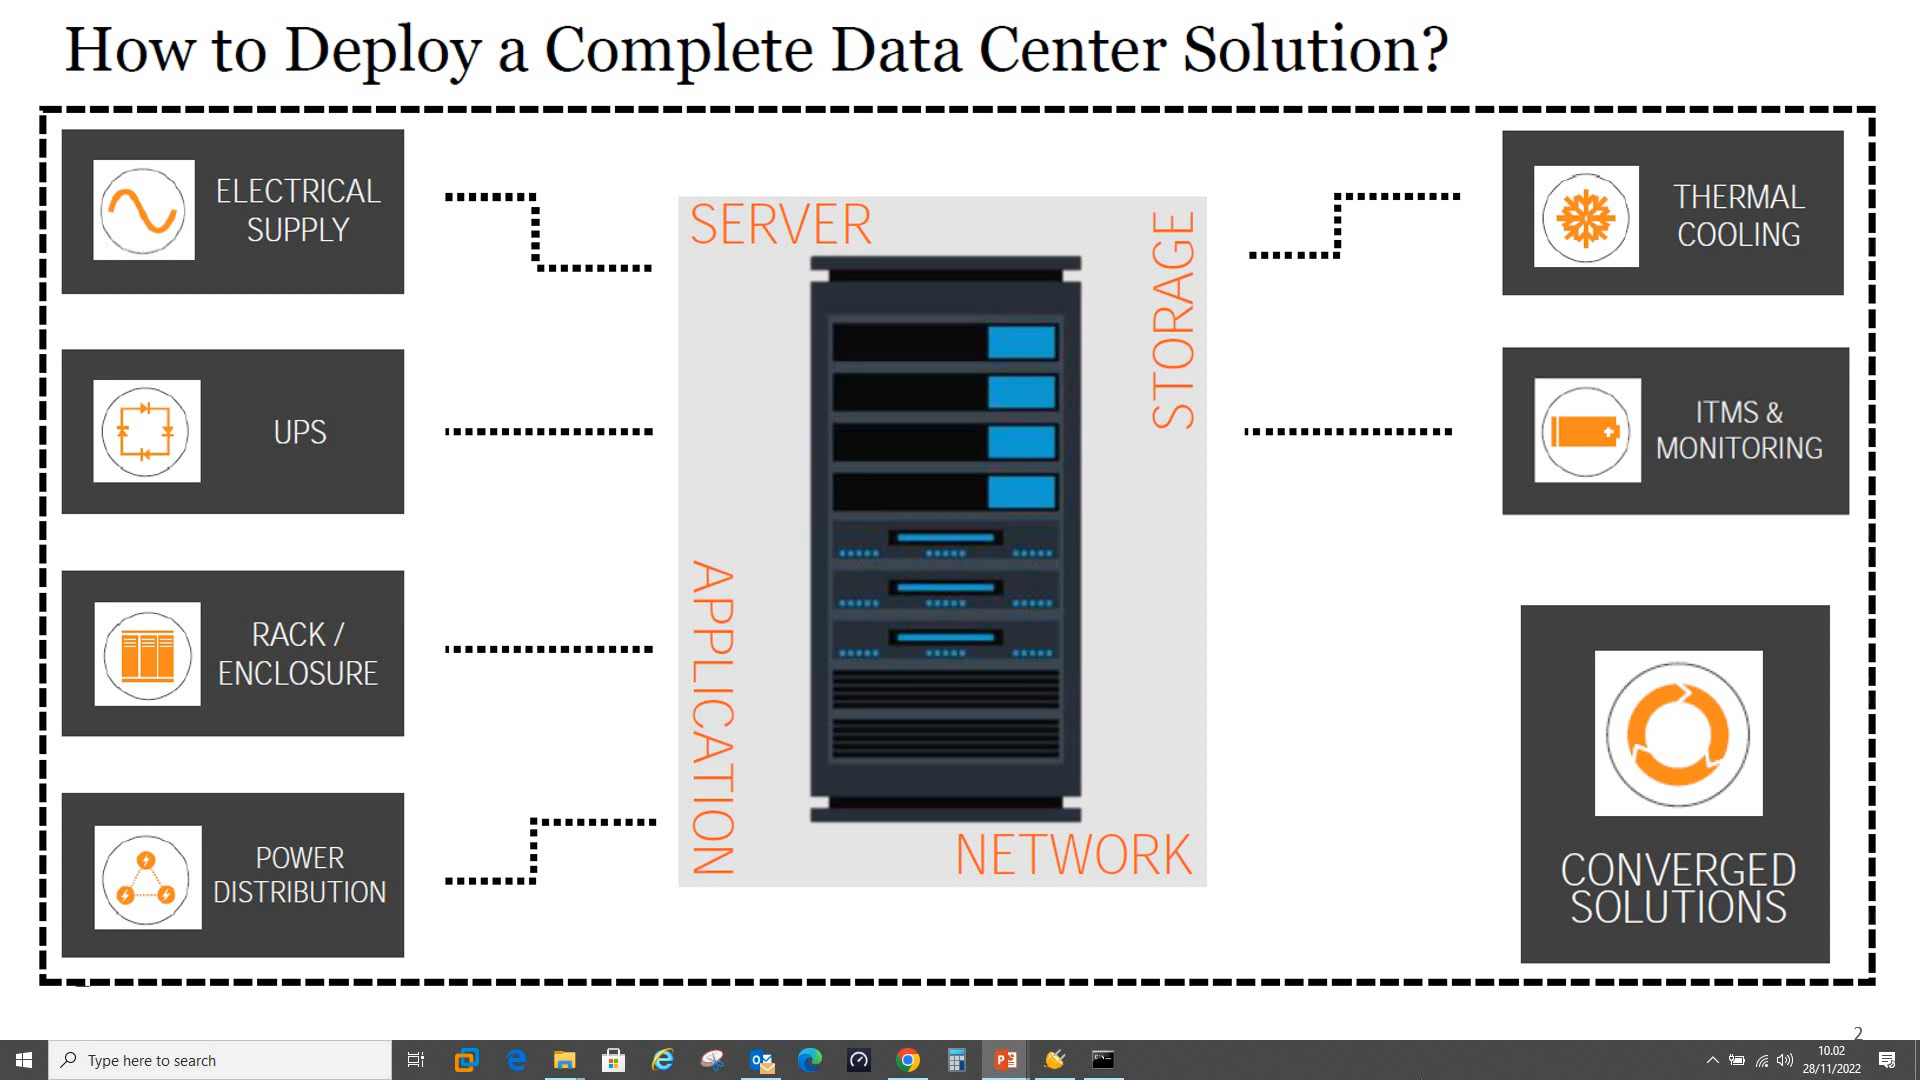 How to Deploy a Complete Data Center Solution?
ELECTRICAL
SUPPLY
UPS
RACK /
ENCLOSURE
POWER
DISTRIBUTION
SERVER
STORAGE
APPLICATION
NETWORK
THERMAL
COOLING
ITMS &
MONITORING
CONVERGED
SOLUTIONS
2
Type here to search
10.02
28/11/2022